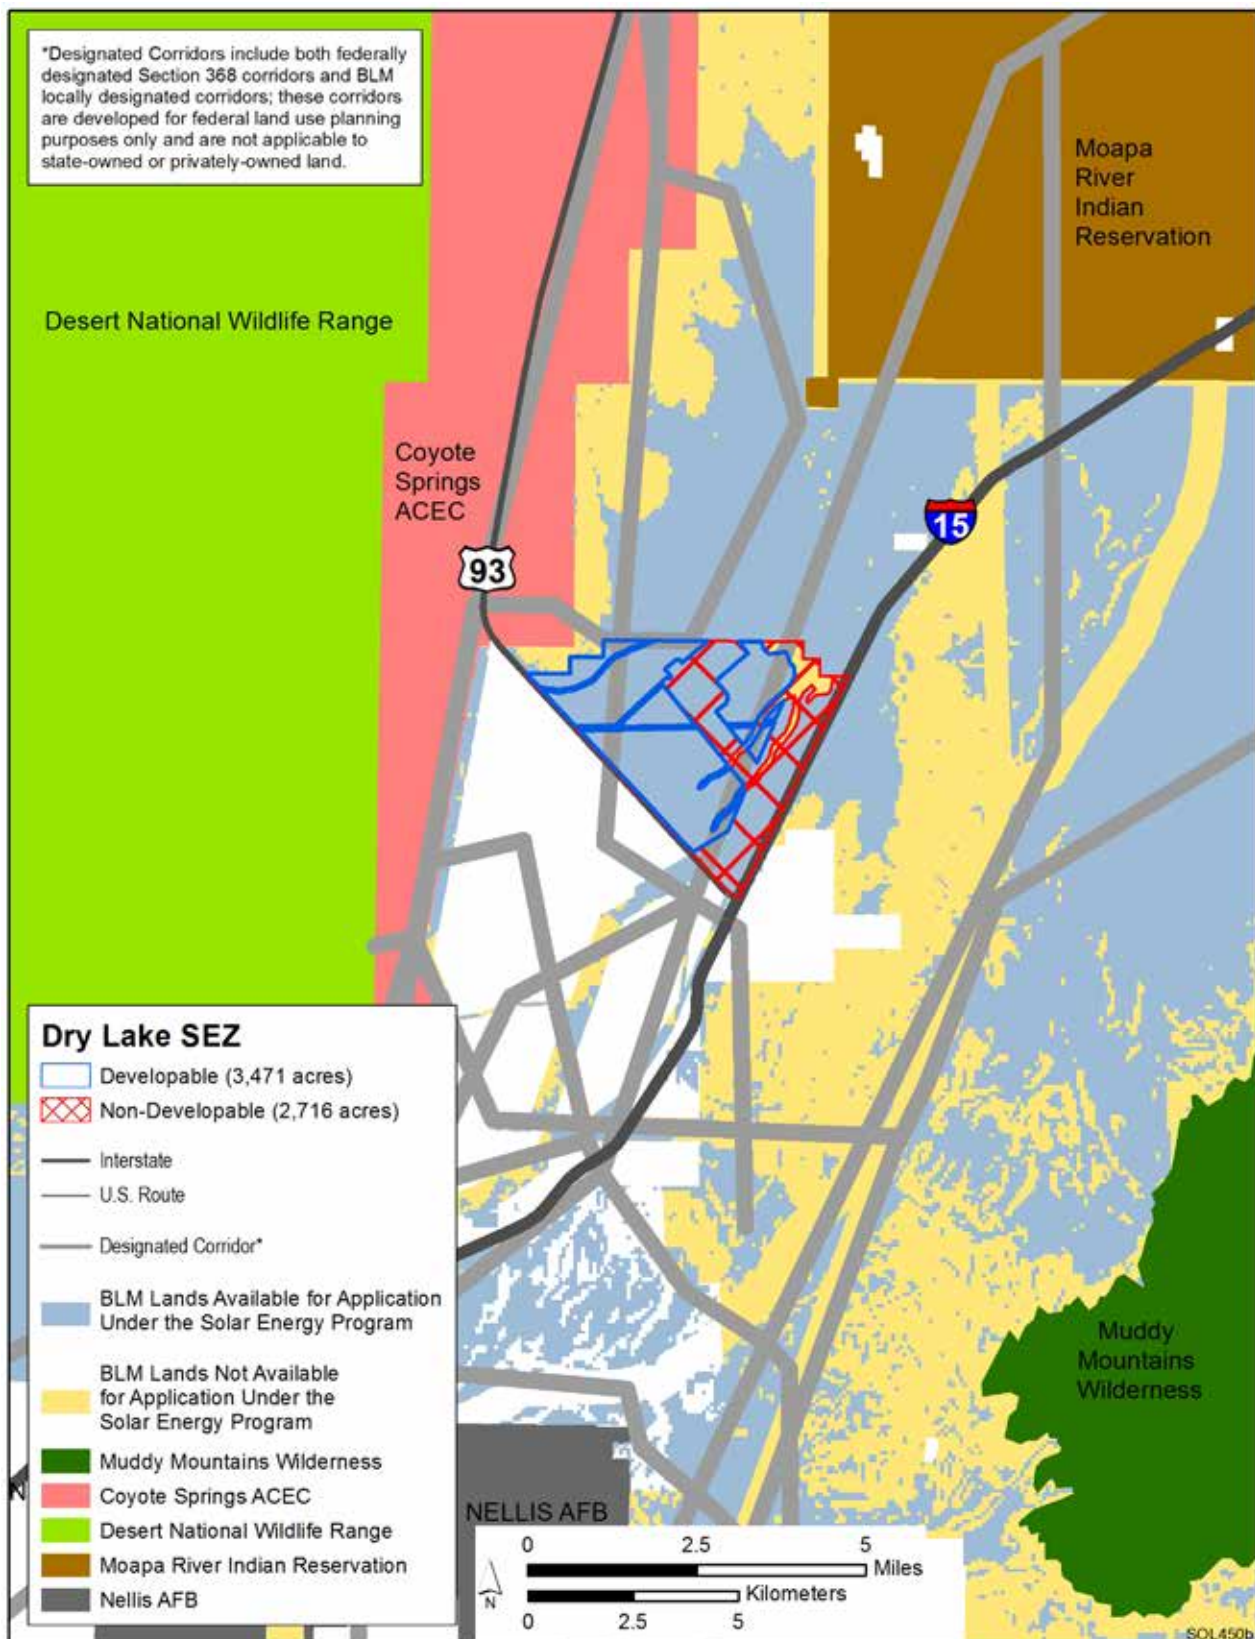 *Designated Corridors include both federally
designated Section 368 corridors and BLM
locally designated corridors; these corridors
are developed for federal land use planning
purposes only and are not applicable to
state-owned or privately-owned land.
Moapa
River
Indian
Reservation
Desert National Wildlife Range
Coyote
Springs
ACEC
15
93
Dry Lake SEZ
Developable (3,471 acres)
Non-Developable (2,716 acres)
Interstate
U.S. Route
Designated Corridor*
BLM Lands Available for Application
Under the Solar Energy Program
BLM Lands Not Available
for Application Under the
Solar Energy Program
Muddy Mountains Wilderness
Coyote Springs ACEC
Desert National Wildlife Range
Moapa River Indian Reservation
Nellis AFB
Muddy
Mountains
Wilderness
N
NELLIS AFB
0 2.5 5
Miles
Kilometers
0 2.5 5
N
SOL450b